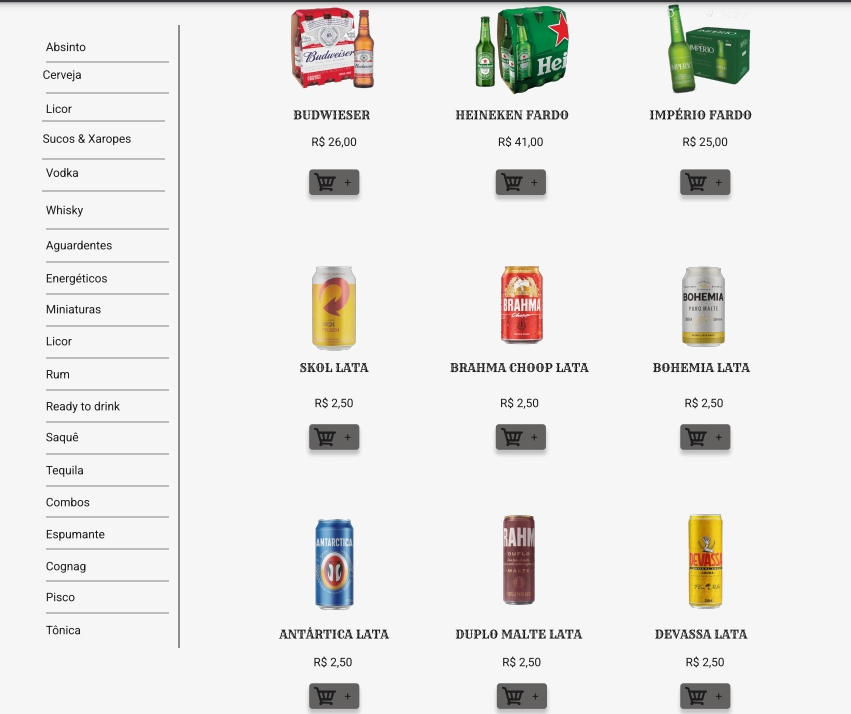 Absinto
Cerveja
Licor
Sucos & Xaropes
Vodka
Whisky
Aguardentes
Energéticos
Miniaturas
Licor
Rum
Ready to drink
Saquê
Tequila
Combos
Espumante
Cognag
Pisco
Tônica
Budweiser
Hei
IMPÉRIO
BUDWIESER
HEINEKEN FARDO
IMPÉRIO FARDO
R$ 26,00
R$ 41,00
R$ 25,00
+
+
+
BRAHMA
Chopp
BOHEMIA
PURO MALTE
SKOL LATA
BRAHMA CHOOP LATA
BOHEMIA LATA
R$ 2,50
R$ 2,50
R$ 2,50
+
+
+
ANTARCTICA
RAHM
DUPLO
MALTE
DEVASSA
ANTÁRTICA LATA
DUPLO MALTE LATA
DEVASSA LATA
R$ 2,50
R$ 2,50
R$ 2,50
+
+
+